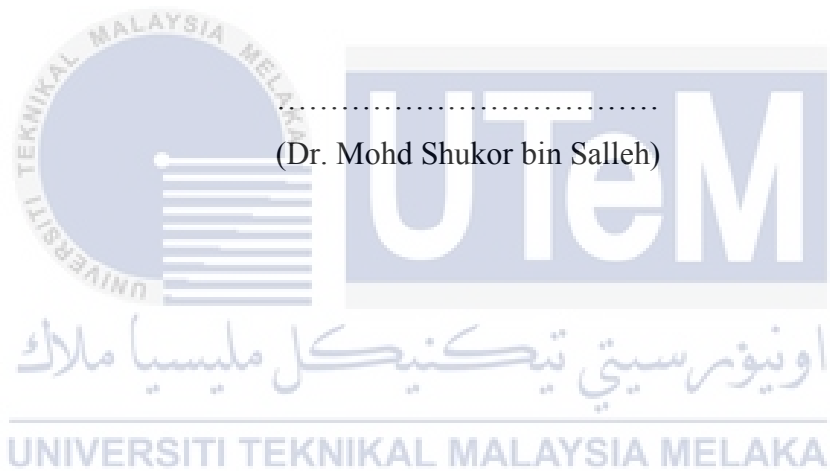 UNIVERSITI TEKNIKAL MALAYSIA MELAKA
.....................................
(Dr. Mohd Shukor bin Salleh)
UTeM
اونيۏرسيتي تيکنيکل مليسيا ملاك
UNIVERSITI TEKNIKAL MALAYSIA MELAKA